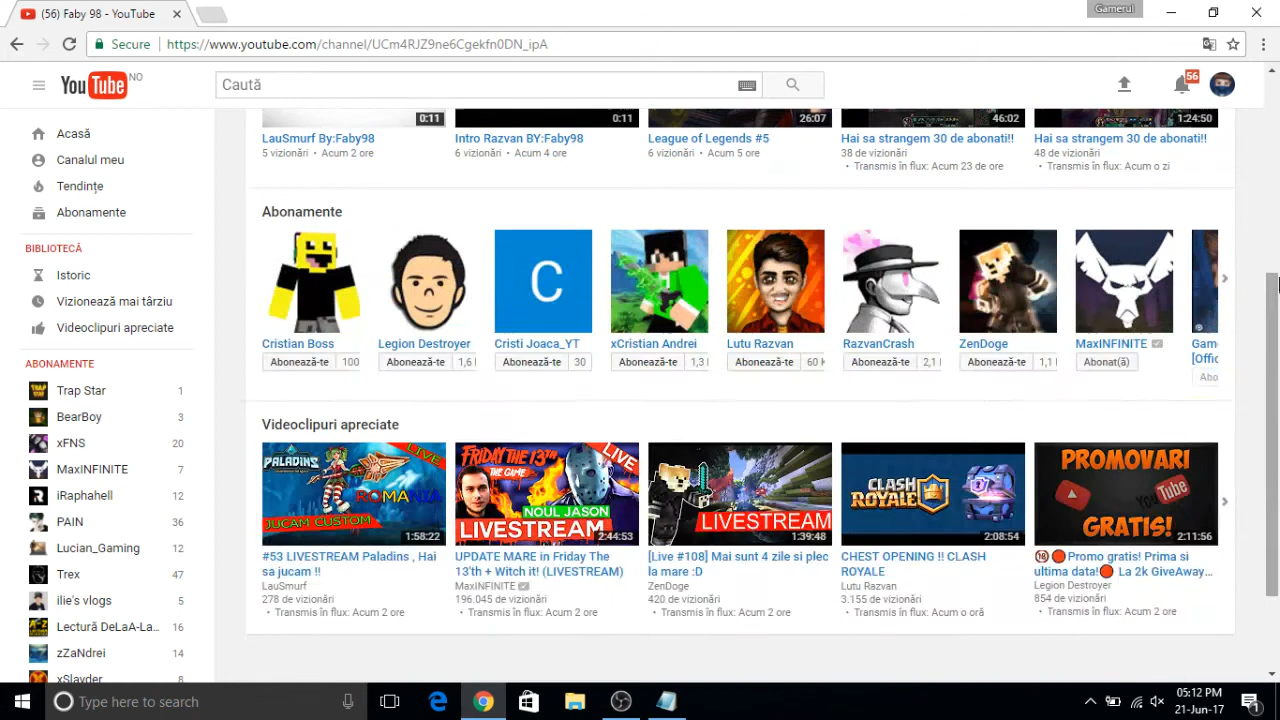 (56) Faby 98 - YouTube
Gamerul
Secure
https://www.youtube.com/channel/UCm4RJZ9ne6Cgekfn0DN_ipA
YouTube NO
Caută
56
Acasă
Canalul meu
Tendințe
Abonamente
BIBLIOTECĂ
Istoric
Vizionează mai târziu
Videoclipuri apreciate
ABONAMENTE
Trap Star 1
BearBoy 3
xFNS 20
MaxINFINITE 7
iRaphahell 12
PAIN 36
Lucian_Gaming 12
Trex 47
ilie's vlogs 5
Lectură DeLaA-La... 16
zZaNdrei 14
xSlayder 8
0:11
0:11
26:07
46:02
1:24:50
LauSmurf By:Faby98
5 vizionări • Acum 2 ore
Intro Razvan BY:Faby98
6 vizionări • Acum 4 ore
League of Legends #5
6 vizionări • Acum 5 ore
Hai sa strangem 30 de abonati!!
38 de vizionări
• Transmis în flux: Acum 23 de ore
Hai sa strangem 30 de abonati!!
48 de vizionări
• Transmis în flux: Acum o zi
Abonamente
C
Cristian Boss
Abonează-te 100
Legion Destroyer
Abonează-te 1,6
Cristi Joaca_YT
Abonează-te 30
xCristian Andrei
Abonează-te 1,3
Lutu Razvan
Abonează-te 60 K
RazvanCrash
Abonează-te 2,1
ZenDoge
Abonează-te 1,1
MaxINFINITE
Abonat(ă)
Gam
[Offic
Abo
Videoclipuri apreciate
PALADINS
LIVE
ROMANIA
JUCAM CUSTOM
1:58:22
#53 LIVESTREAM Paladins , Hai
sa jucam !!
LauSmurf
278 de vizionări
• Transmis în flux: Acum 2 ore
FRIDAY THE 13TH
THE GAME
LIVE
NOUL JASON
LIVESTREAM
2:44:53
UPDATE MARE in Friday The
13'th + Witch it! (LIVESTREAM)
MaxINFINITE
196.045 de vizionări
• Transmis în flux: Acum 2 ore
LIVESTREAM
1:39:48
[Live #108] Mai sunt 4 zile si plec
la mare :D
ZenDoge
420 de vizionări
• Transmis în flux: Acum 2 ore
CLASH
ROYALE
2:08:54
CHEST OPENING !! CLASH
ROYALE
Lutu Razvan
3.155 de vizionări
• Transmis în flux: Acum o oră
PROMOVARI
YouTube
GRATIS!
2:11:56
🔞🔴Promo gratis! Prima si
ultima data!🔴 La 2k GiveAway...
Legion Destroyer
854 de vizionări
• Transmis în flux: Acum 2 ore
Type here to search
05:12 PM
21-Jun-17
1